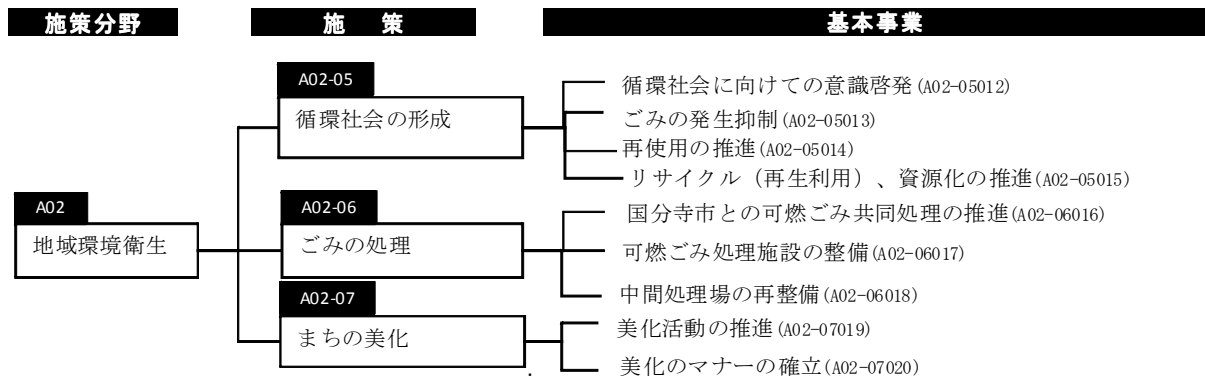 施策分野
施　策
基本事業
A02-05
循環社会の形成
循環社会に向けての意識啓発(A02-05012)
ごみの発生抑制(A02-05013)
再使用の推進(A02-05014)
リサイクル（再生利用）、資源化の推進(A02-05015)
A02
地域環境衛生
A02-06
ごみの処理
国分寺市との可燃ごみ共同処理の推進(A02-06016)
可燃ごみ処理施設の整備(A02-06017)
中間処理場の再整備(A02-06018)
A02-07
まちの美化
美化活動の推進(A02-07019)
美化のマナーの確立(A02-07020)